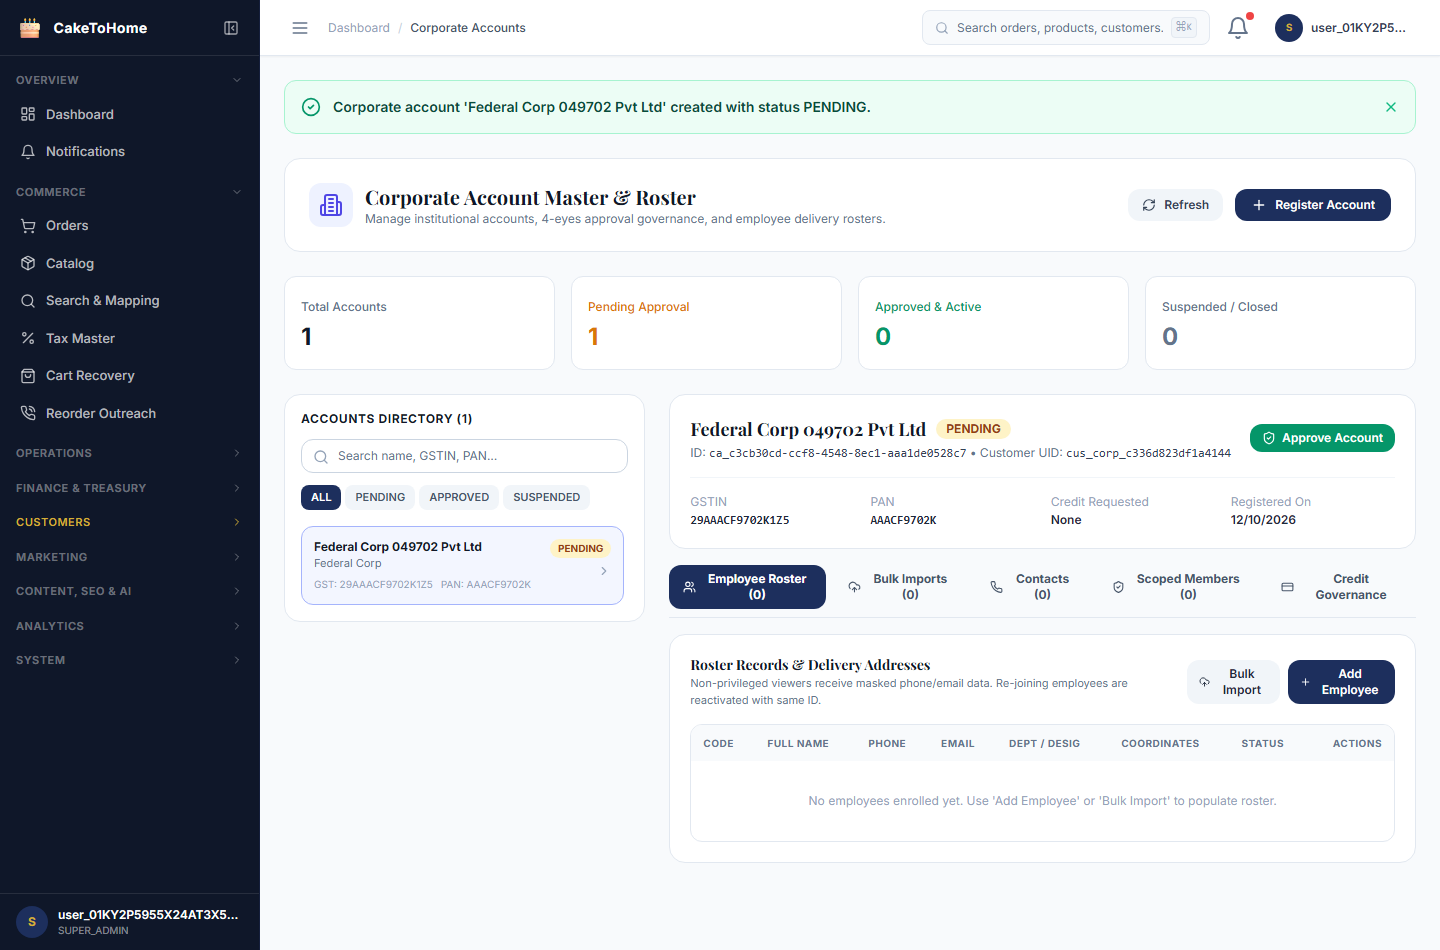 CakeToHome
Dashboard / Corporate Accounts
Search orders, products, customers.
⌘K
S
user_01KY2P5...
OVERVIEW
Dashboard
Notifications
COMMERCE
Orders
Catalog
Search & Mapping
Tax Master
Cart Recovery
Reorder Outreach
OPERATIONS
FINANCE & TREASURY
CUSTOMERS
MARKETING
CONTENT, SEO & AI
ANALYTICS
SYSTEM
S
user_01KY2P5955X24AT3X5...
SUPER_ADMIN
Corporate account 'Federal Corp 049702 Pvt Ltd' created with status PENDING.
Corporate Account Master & Roster
Manage institutional accounts, 4-eyes approval governance, and employee delivery rosters.
Refresh
Register Account
Total Accounts
1
Pending Approval
1
Approved & Active
0
Suspended / Closed
0
ACCOUNTS DIRECTORY (1)
Search name, GSTIN, PAN...
ALL PENDING APPROVED SUSPENDED
Federal Corp 049702 Pvt Ltd
PENDING
Federal Corp
GST: 29AAACF9702K1Z5 PAN: AAACF9702K
Federal Corp 049702 Pvt Ltd PENDING
ID: ca_c3cb30cd-ccf8-4548-8ec1-aaa1de0528c7 • Customer UID: cus_corp_c336d823df1a4144
Approve Account
GSTIN PAN Credit Requested Registered On
29AAACF9702K1Z5 AAACF9702K None 12/10/2026
Employee Roster (0)
Bulk Imports (0)
Contacts (0)
Scoped Members (0)
Credit Governance
Roster Records & Delivery Addresses
Non-privileged viewers receive masked phone/email data. Re-joining employees are
reactivated with same ID.
Bulk Import
Add Employee
CODE FULL NAME PHONE EMAIL DEPT / DESIG COORDINATES STATUS ACTIONS
No employees enrolled yet. Use 'Add Employee' or 'Bulk Import' to populate roster.